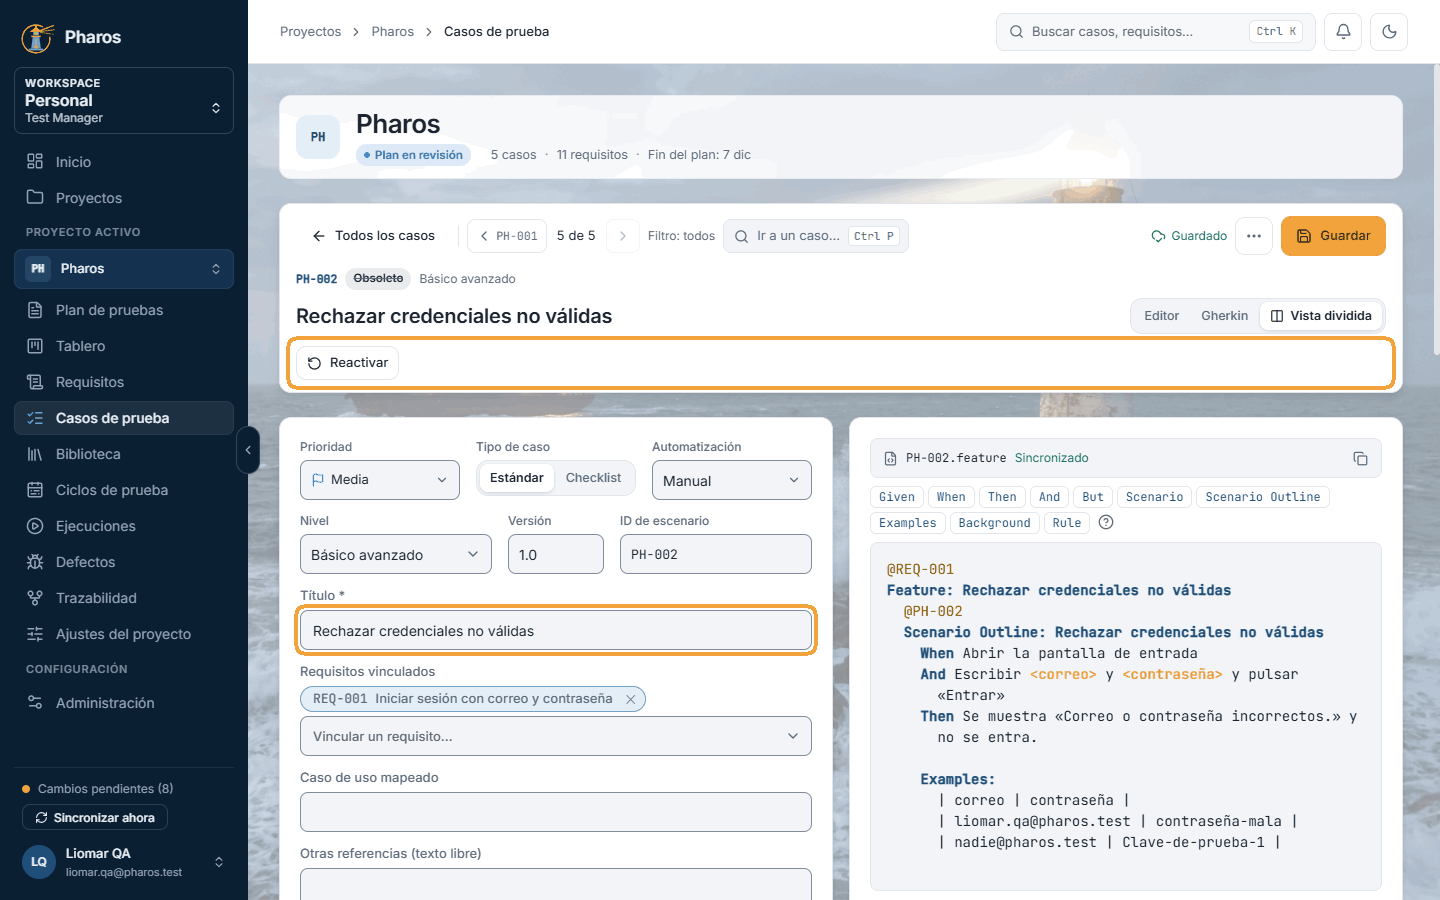 Pharos
WORKSPACE
Personal
Test Manager
Inicio
Proyectos
PROYECTO ACTIVO
PH Pharos
Plan de pruebas
Tablero
Requisitos
Casos de prueba
Biblioteca
Ciclos de prueba
Ejecuciones
Defectos
Trazabilidad
Ajustes del proyecto
CONFIGURACIÓN
Administración
Cambios pendientes (8)
Sincronizar ahora
LQ Liomar QA
liomar.qa@pharos.test
Proyectos > Pharos > Casos de prueba
Buscar casos, requisitos... Ctrl K
PH Pharos
Plan en revisión 5 casos · 11 requisitos · Fin del plan: 7 dic
Todos los casos PH-001 5 de 5 Filtro: todos Ir a un caso... Ctrl P Guardado ... Guardar
PH-002 Obsoleto Básico avanzado
Rechazar credenciales no válidas Editor Gherkin Vista dividida
Reactivar
Prioridad Tipo de caso Automatización
Media Estándar Checklist Manual
Nivel Versión ID de escenario
Básico avanzado 1.0 PH-002
Título *
Rechazar credenciales no válidas
Requisitos vinculados
REQ-001 Iniciar sesión con correo y contraseña
Vincular un requisito...
Caso de uso mapeado
Otras referencias (texto libre)
PH-002.feature Sincronizado
Given When Then And But Scenario Scenario Outline
Examples Background Rule ?
@REQ-001
Feature: Rechazar credenciales no válidas
@PH-002
Scenario Outline: Rechazar credenciales no válidas
When Abrir la pantalla de entrada
And Escribir <correo> y <contraseña> y pulsar
«Entrar»
Then Se muestra «Correo o contraseña incorrectos.» y
no se entra.
Examples:
| correo | contraseña |
| liomar.qa@pharos.test | contraseña-mala |
| nadie@pharos.test | Clave-de-prueba-1 |